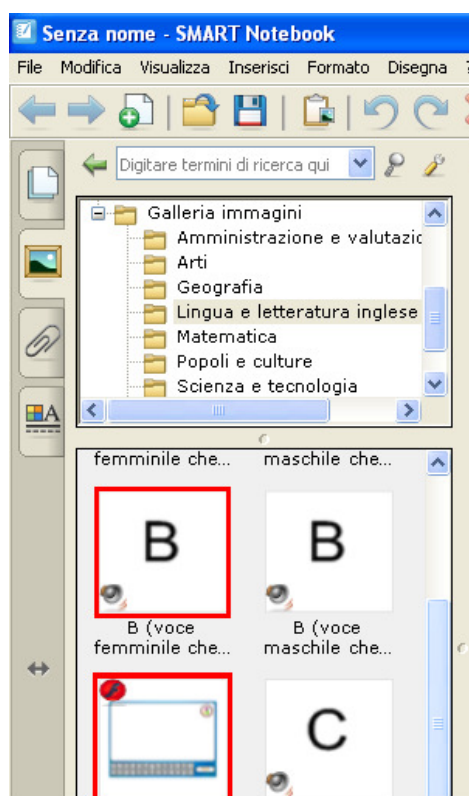 Senza nome - SMART Notebook
File Modifica Visualizza Inserisci Formato Disegna ?
Digitare termini di ricerca qui
Galleria immagini
Amministrazione e valutazic
Arti
Geografia
Lingua e letteratura inglese
Matematica
Popoli e culture
Scienza e tecnologia
A
femminile che... maschile che...
B B
B (voce B (voce
femminile che... maschile che...
C